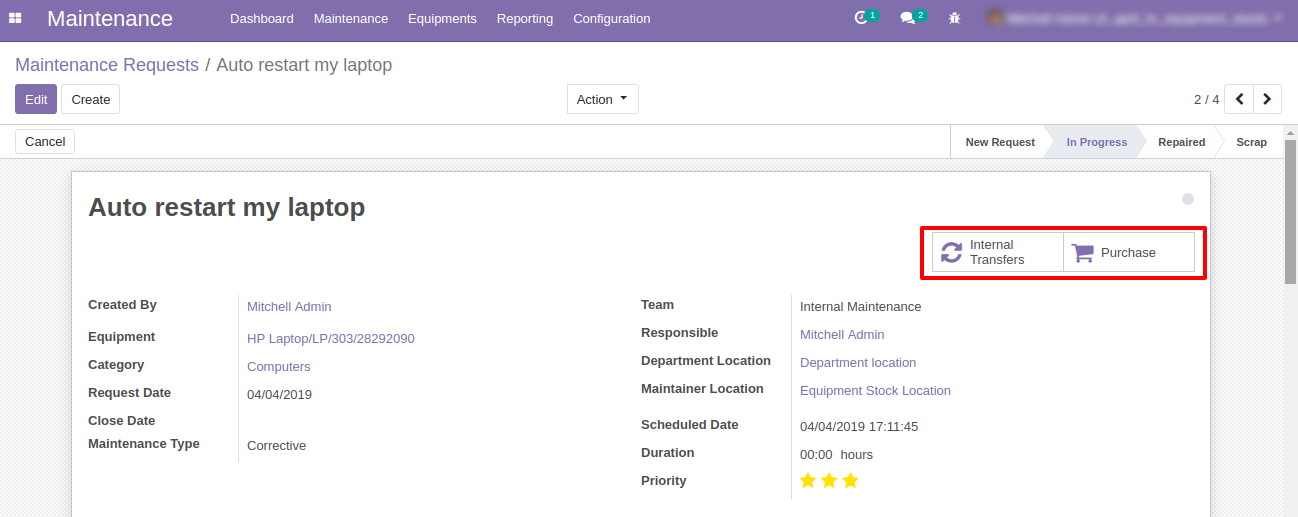 Maintenance Dashboard Maintenance Equipments Reporting Configuration 1 2
Maintenance Requests / Auto restart my laptop
Edit Create Action 2 / 4
Cancel New Request In Progress Repaired Scrap
Auto restart my laptop
Internal
Transfers
Purchase
Created By Mitchell Admin
Equipment HP Laptop/LP/303/28292090
Category Computers
Request Date 04/04/2019
Close Date
Maintenance Type Corrective
Team Internal Maintenance
Responsible Mitchell Admin
Department Location Department location
Maintainer Location Equipment Stock Location
Scheduled Date 04/04/2019 17:11:45
Duration 00:00 hours
Priority